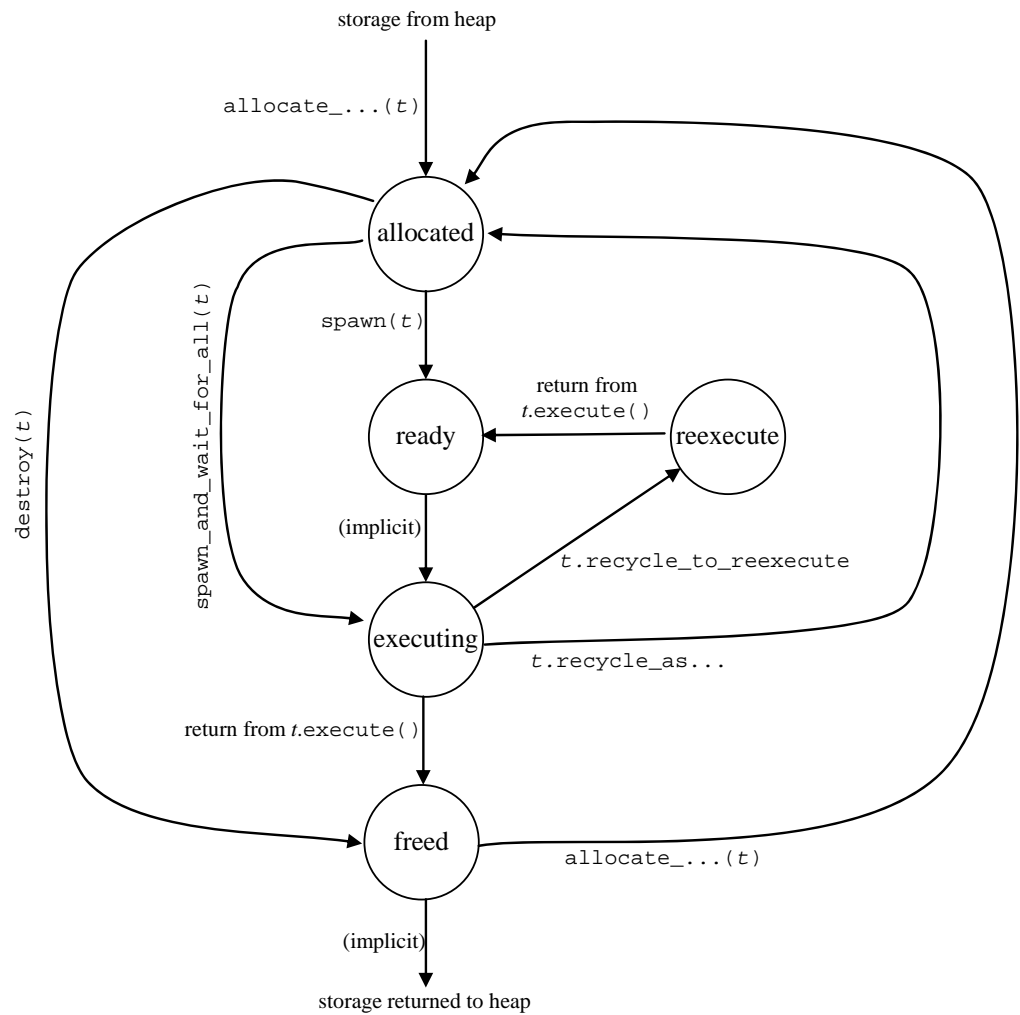 storage from heap
allocate_...(t)
allocated
spawn(t)
spawn_and_wait_for_all(t)
destroy(t)
return from
t.execute()
ready
reexecute
(implicit)
t.recycle_to_reexecute
executing
t.recycle_as...
return from t.execute()
freed
allocate_...(t)
(implicit)
storage returned to heap